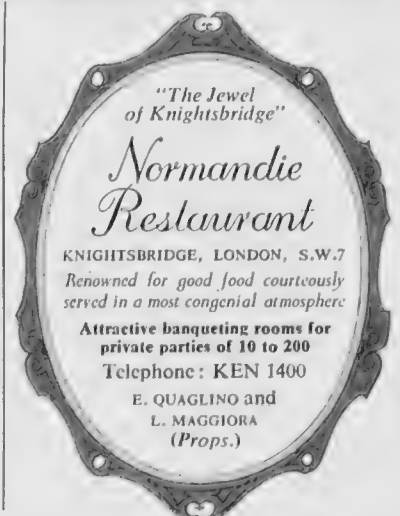 "The Jewel
of Knightsbridge"
Normandie
Restaurant
KNIGHTSBRIDGE, LONDON, S.W.7
Renowned for good food courteously
served in a most congenial atmosphere
Attractive banqueting rooms for
private parties of 10 to 200
Telephone: KEN 1400
E. QUAGLINO and
L. MAGGIORA
(Props.)